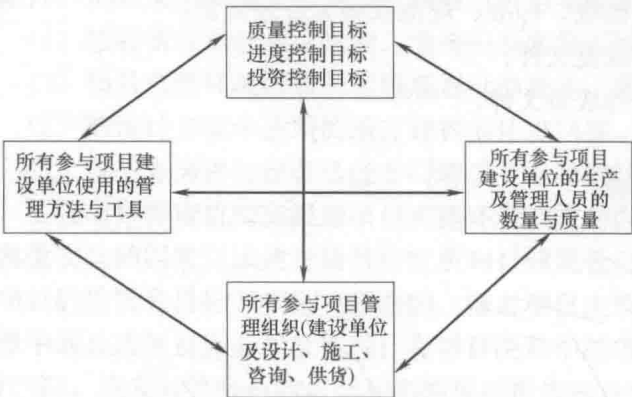 质量控制目标
进度控制目标
投资控制目标
所有参与项目建
设单位使用的管
理方法与工具
所有参与项目
建设单位的生产
及管理人员的
数量与质量
所有参与项目管
理组织(建设单位
及设计、施工、
咨询、供货)